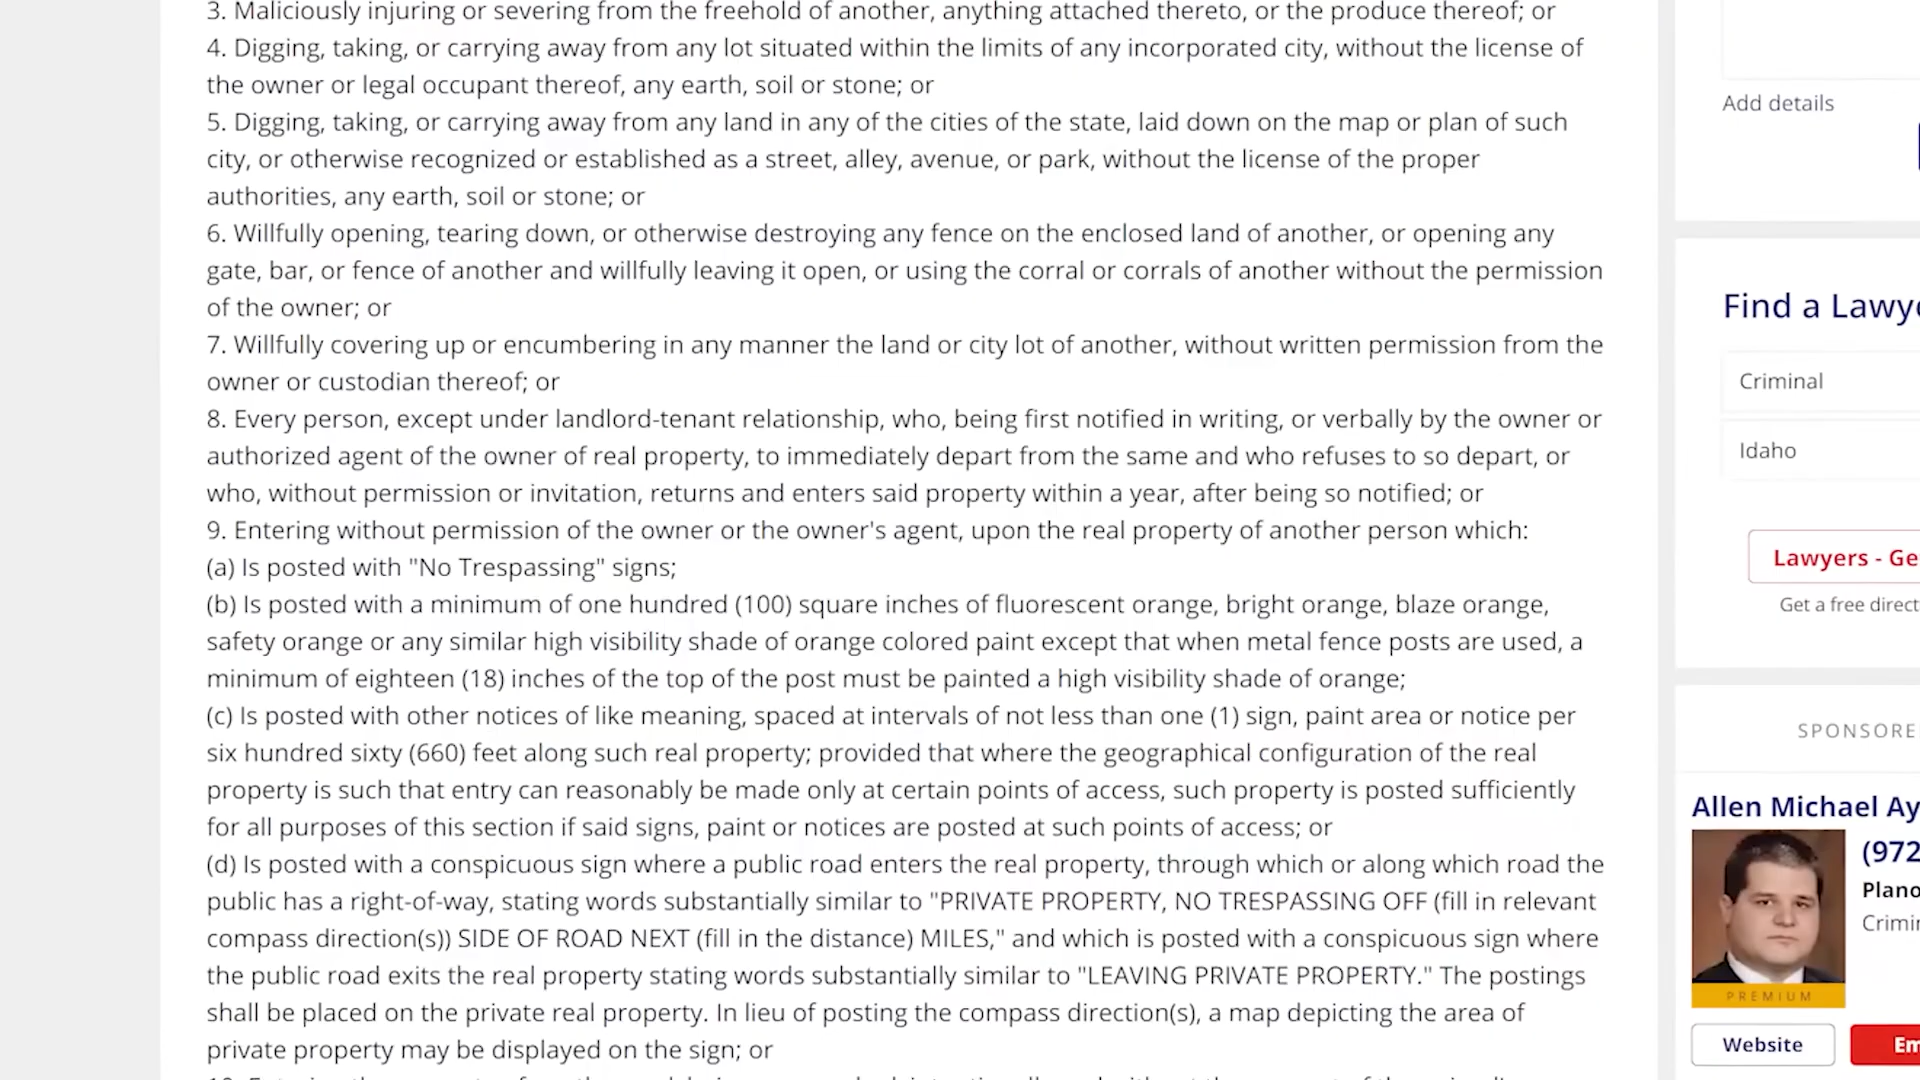 3. Maliciously injuring or severing from the freehold of another, anything attached thereto, or the produce thereof; or
4. Digging, taking, or carrying away from any lot situated within the limits of any incorporated city, without the license of
the owner or legal occupant thereof, any earth, soil or stone; or
5. Digging, taking, or carrying away from any land in any of the cities of the state, laid down on the map or plan of such
city, or otherwise recognized or established as a street, alley, avenue, or park, without the license of the proper
authorities, any earth, soil or stone; or
6. Willfully opening, tearing down, or otherwise destroying any fence on the enclosed land of another, or opening any
gate, bar, or fence of another and willfully leaving it open, or using the corral or corrals of another without the permission
of the owner; or
7. Willfully covering up or encumbering in any manner the land or city lot of another, without written permission from the
owner or custodian thereof; or
8. Every person, except under landlord-tenant relationship, who, being first notified in writing, or verbally by the owner or
authorized agent of the owner of real property, to immediately depart from the same and who refuses to so depart, or
who, without permission or invitation, returns and enters said property within a year, after being so notified; or
9. Entering without permission of the owner or the owner's agent, upon the real property of another person which:
(a) Is posted with "No Trespassing" signs;
(b) Is posted with a minimum of one hundred (100) square inches of fluorescent orange, bright orange, blaze orange,
safety orange or any similar high visibility shade of orange colored paint except that when metal fence posts are used, a
minimum of eighteen (18) inches of the top of the post must be painted a high visibility shade of orange;
(c) Is posted with other notices of like meaning, spaced at intervals of not less than one (1) sign, paint area or notice per
six hundred sixty (660) feet along such real property; provided that where the geographical configuration of the real
property is such that entry can reasonably be made only at certain points of access, such property is posted sufficiently
for all purposes of this section if said signs, paint or notices are posted at such points of access; or
(d) Is posted with a conspicuous sign where a public road enters the real property, through which or along which road the
public has a right-of-way, stating words substantially similar to "PRIVATE PROPERTY, NO TRESPASSING OFF (fill in relevant
compass direction(s)) SIDE OF ROAD NEXT (fill in the distance) MILES," and which is posted with a conspicuous sign where
the public road exits the real property stating words substantially similar to "LEAVING PRIVATE PROPERTY." The postings
shall be placed on the private real property. In lieu of posting the compass direction(s), a map depicting the area of
private property may be displayed on the sign; or
Add details
Find a Lawye
Criminal
Idaho
Lawyers - Ge
Get a free direct
SPONSORE
Allen Michael Ay
(972
Plano
Crimin
PREMIUM
Website
Em